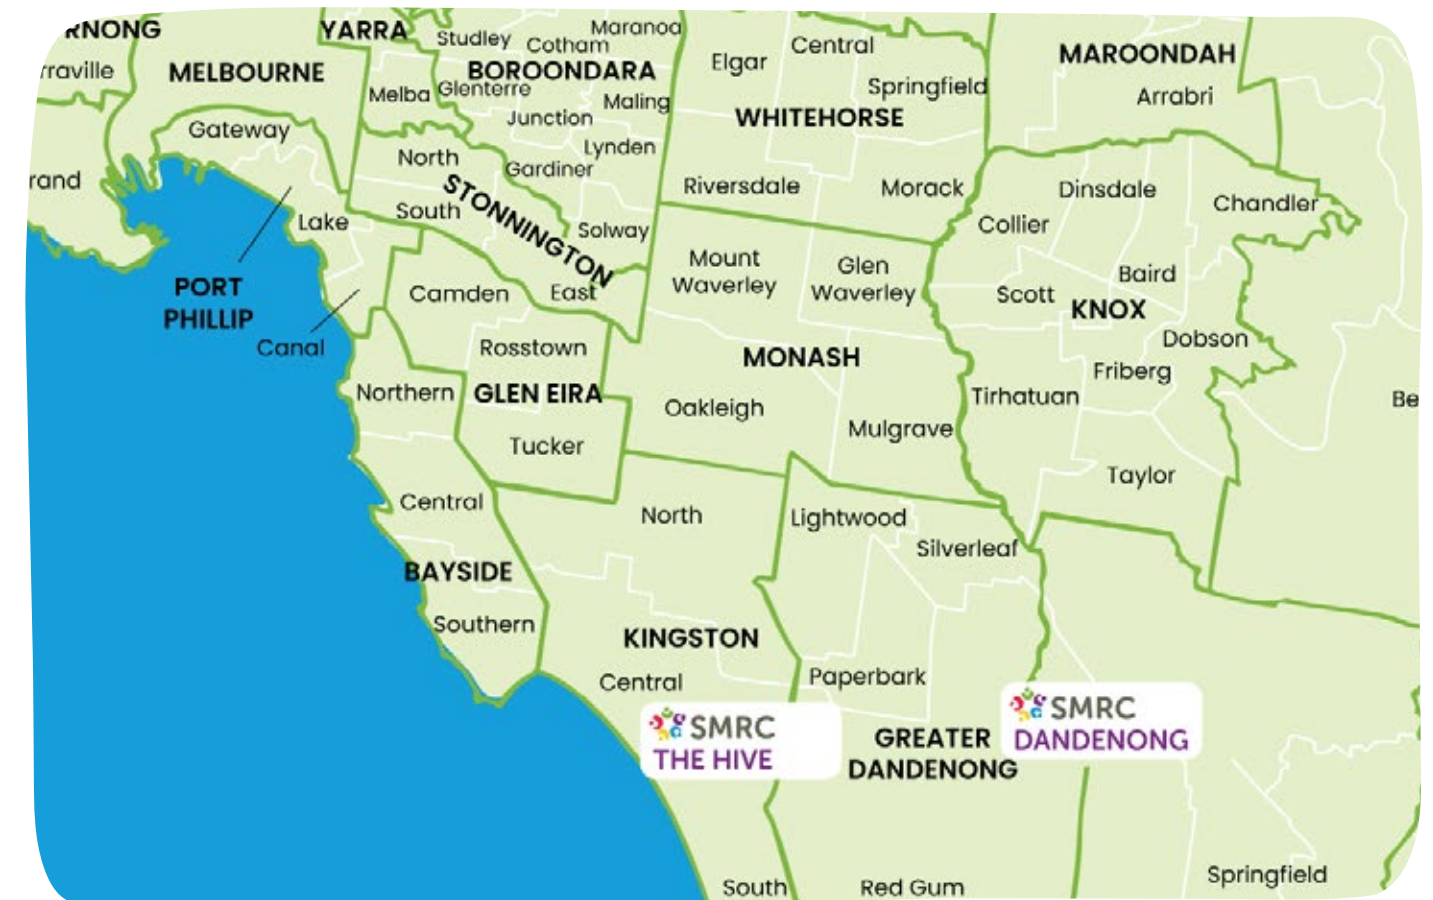 RNONG
YARRA
Maranoa
Studley
Cotham
Central
Elgar
MAROONDAH
rraville
MELBOURNE
BOROONDARA
Melba
Glenterre
Maling
Springfield
Arrabri
Junction
WHITEHORSE
Gateway
North
Lynden
Gardiner
rand
STONNINGTON
Riversdale
Morack
Dinsdale
Chandler
Lake
South
Solway
Collier
Mount
Waverley
Glen
Waverley
Baird
PORT
PHILLIP
Camden
East
Scott
KNOX
Canal
Rosstown
MONASH
Dobson
Friberg
Northern
GLEN EIRA
Oakleigh
Tirhatuan
Be
Mulgrave
Tucker
Taylor
Central
North
Lightwood
Silverleaf
BAYSIDE
Southern
KINGSTON
Central
Paperbark
SMRC
THE HIVE
GREATER
DANDENONG
SMRC
DANDENONG
South
Red Gum
Springfield